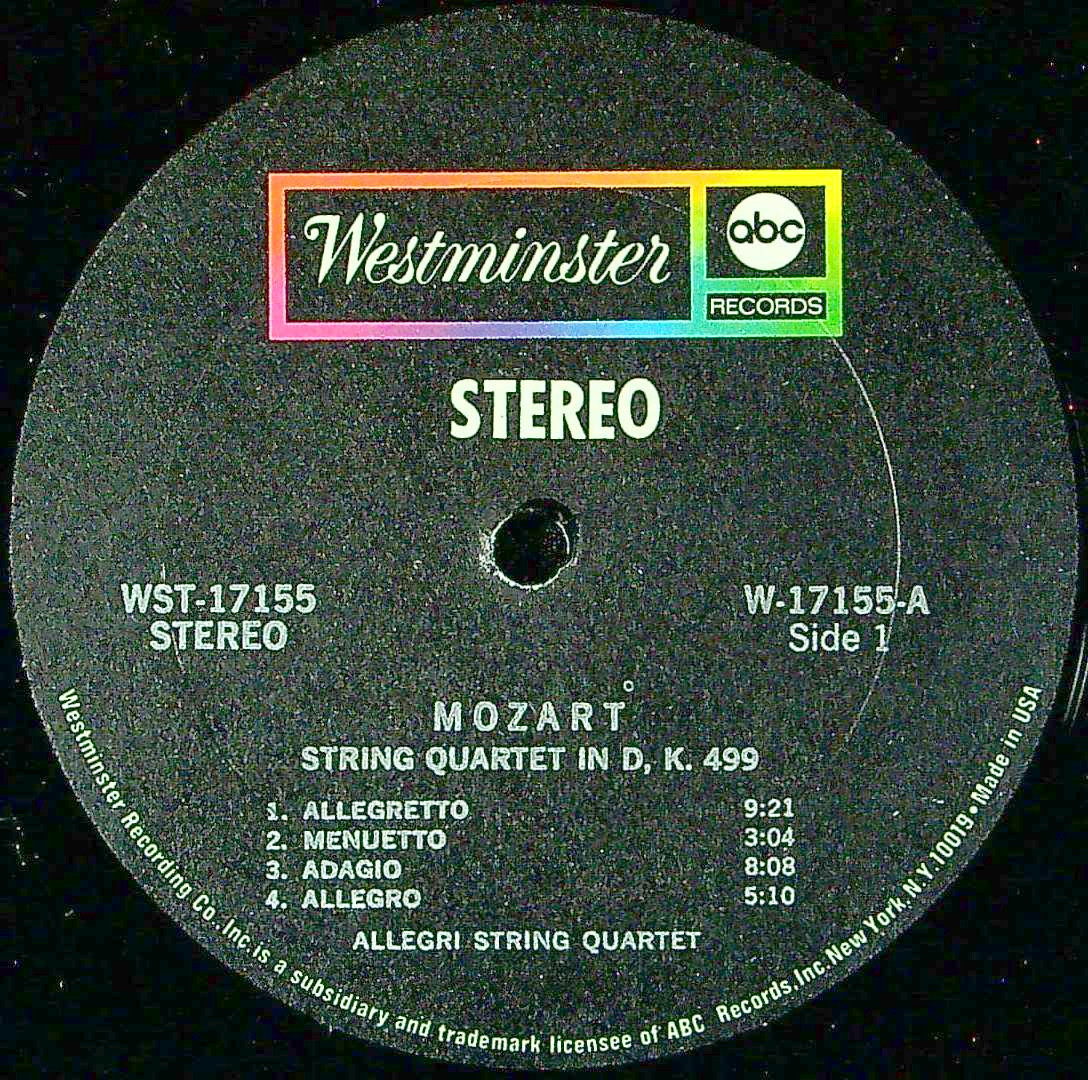 Westminster
abc
RECORDS
STEREO
WST-17155
STEREO
W-17155-A
Side 1
MOZART
STRING QUARTET IN D, K. 499
1. ALLEGRETTO 9:21
2. MENUETTO 3:04
3. ADAGIO 8:08
4. ALLEGRO 5:10
ALLEGRI STRING QUARTET
Westminster Recording Co., Inc. is a subsidiary and trademark licensee of ABC Records, Inc. New York, N.Y. 10019 • Made in USA